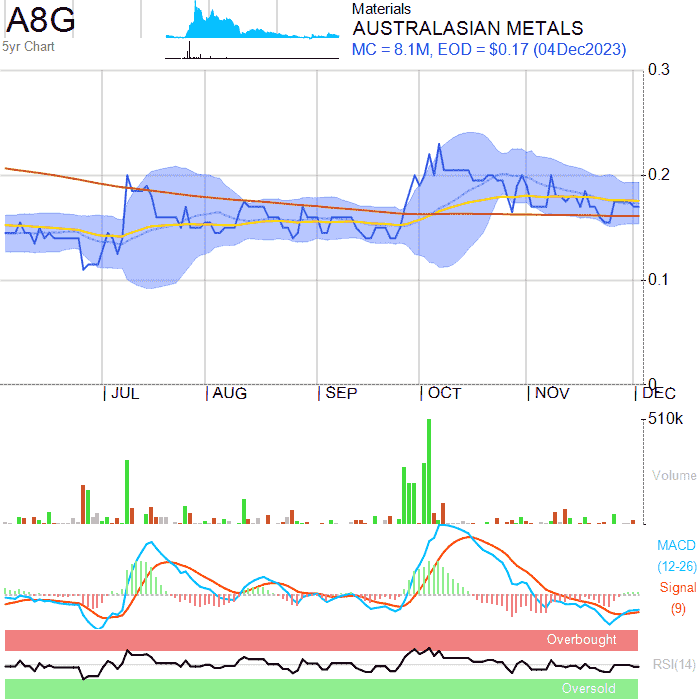 A8G
5yr Chart
Materials
AUSTRALASIAN METALS
MC = 8.1M, EOD = $0.17 (04Dec2023)
0.3
0.2
0.1
0
JUL
AUG
SEP
OCT
NOV
DEC
510k
Volume
MACD
(12-26)
Signal
(9)
Overbought
RSI(14)
Oversold